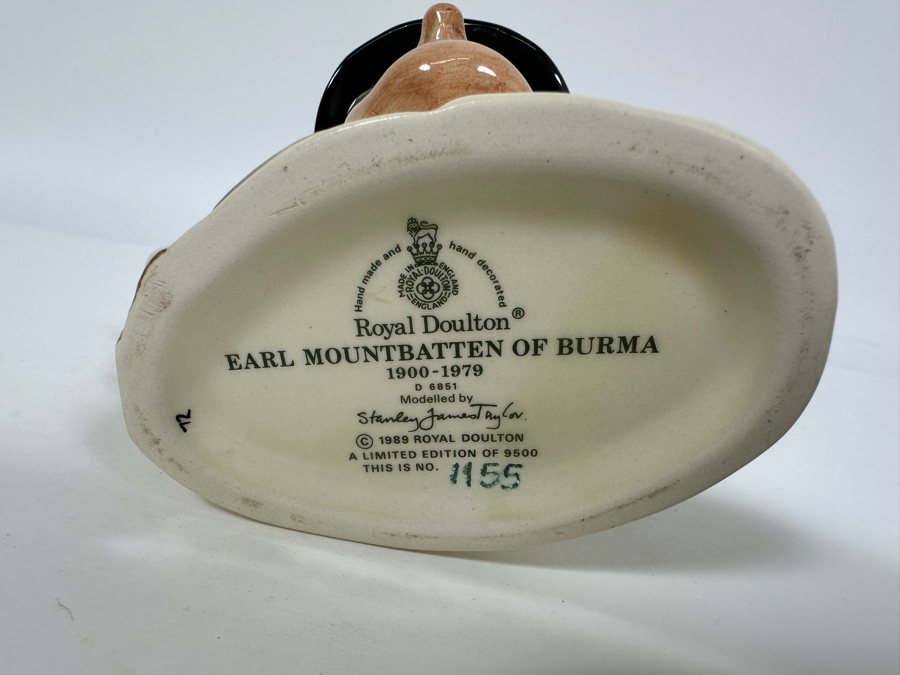 Hand made and hand decorated
MADE IN ENGLAND
ROYAL·DOULTON
ENGLAND
Royal Doulton®
EARL MOUNTBATTEN OF BURMA
1900-1979
D 6851
Modelled by
Stanley James Taylor.
© 1989 ROYAL DOULTON
A LIMITED EDITION OF 9500
THIS IS NO. 1155